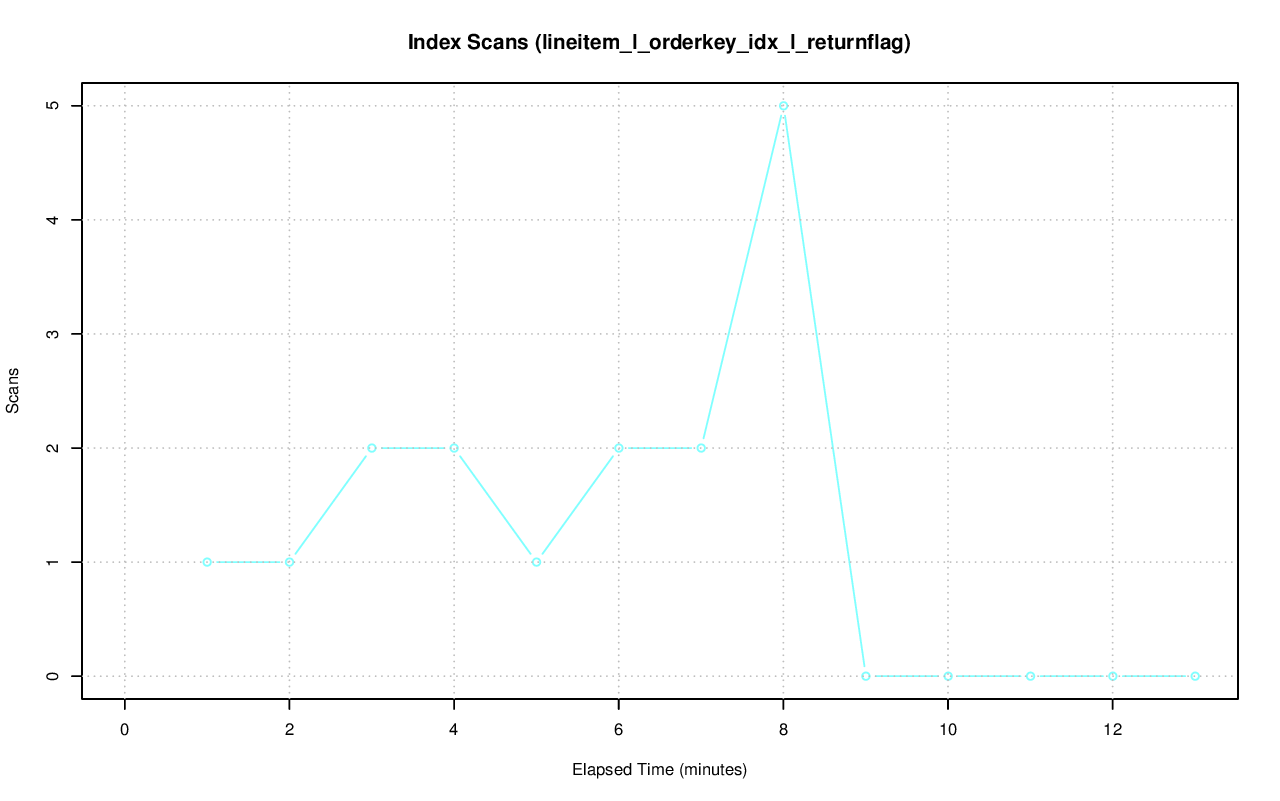 Index Scans (lineitem_l_orderkey_idx_l_returnflag)
5
4
3
2
1
0
Scans
0 2 4 6 8 10 12
Elapsed Time (minutes)